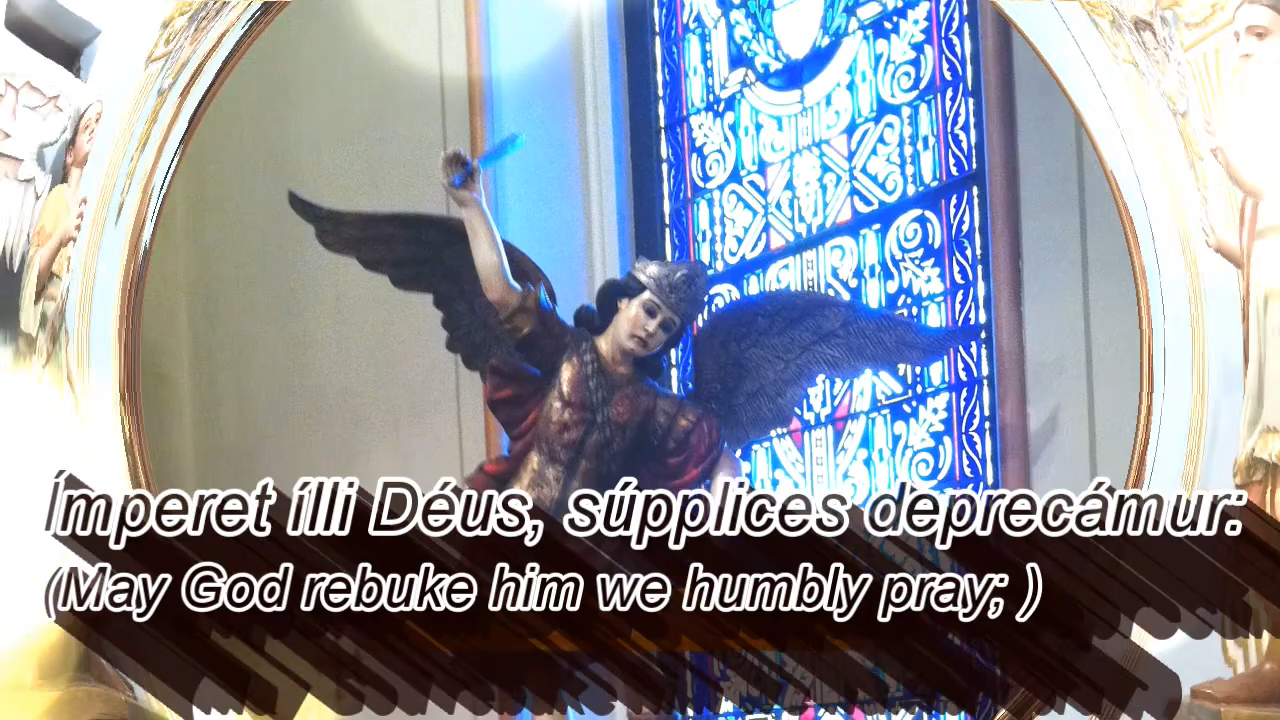 Ímperet ílli Déus, súpplices deprecámur:
(May God rebuke him we humbly pray; )